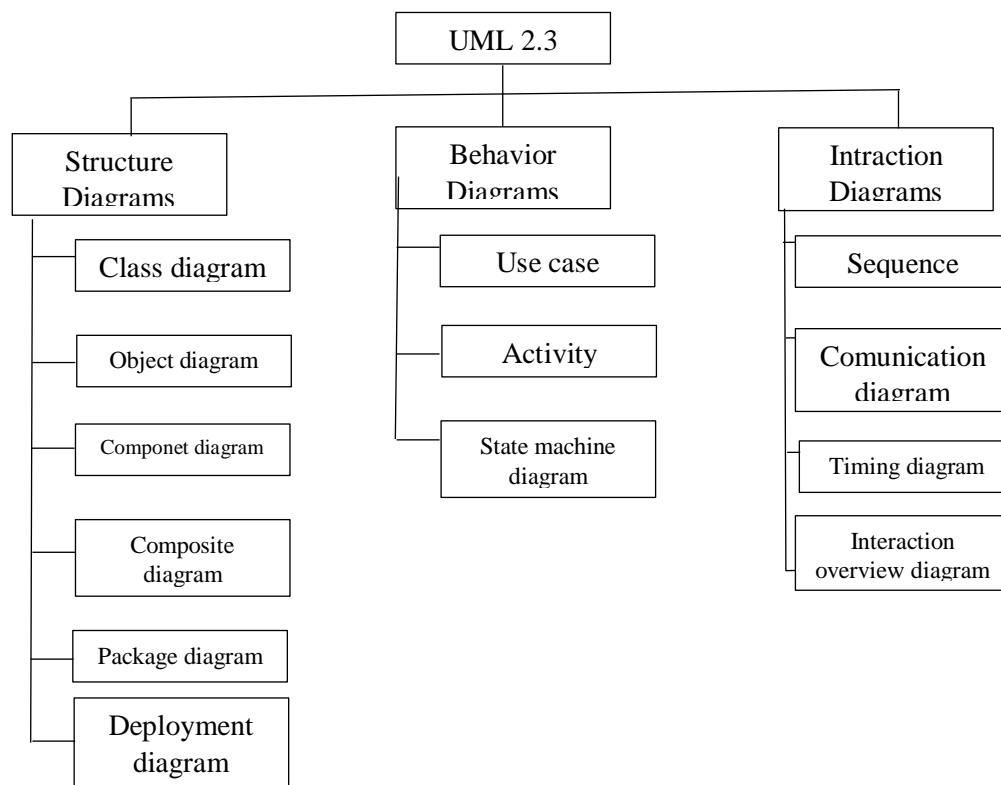 UML 2.3
Structure
Diagrams
Behavior
Diagrams
Intraction
Diagrams
Class diagram
Object diagram
Componet diagram
Composite
diagram
Package diagram
Deployment
diagram
Use case
Activity
State machine
diagram
Sequence
Comunication
diagram
Timing diagram
Interaction
overview diagram